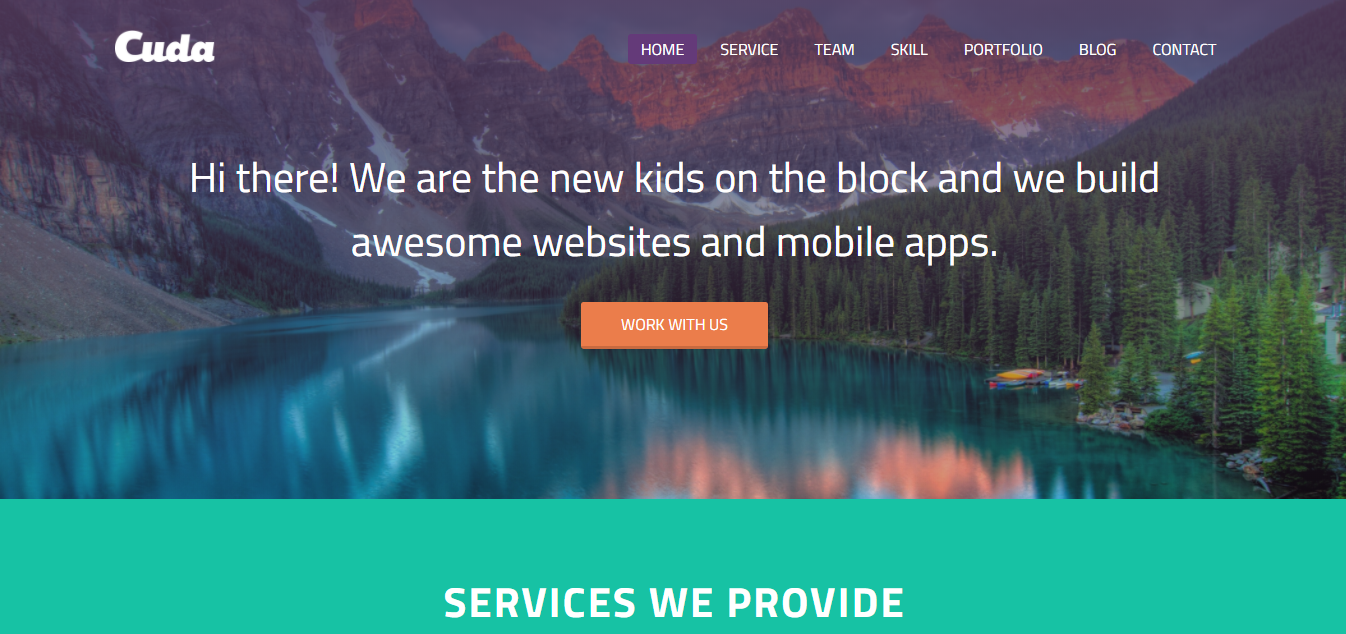 Cuda
HOME SERVICE TEAM SKILL PORTFOLIO BLOG CONTACT
Hi there! We are the new kids on the block and we build
awesome websites and mobile apps.
WORK WITH US
SERVICES WE PROVIDE